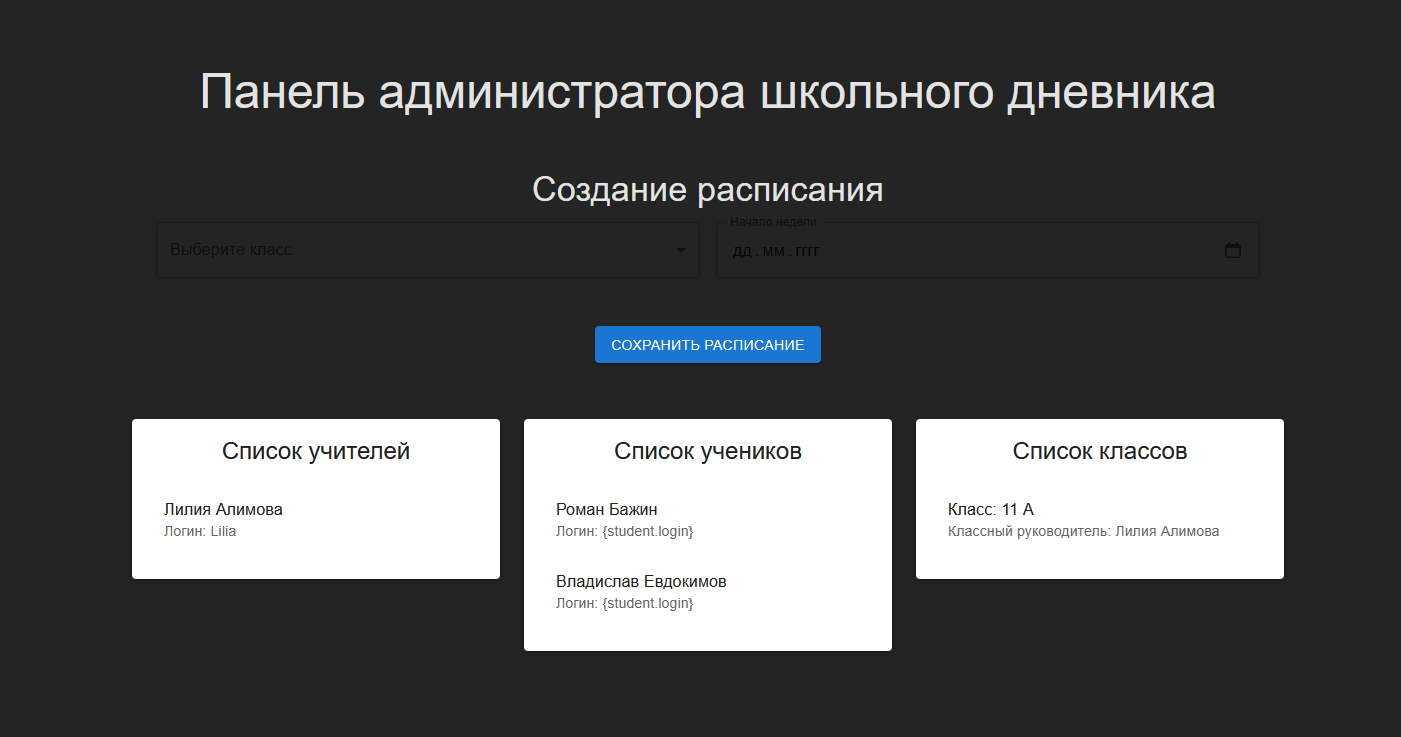 Панель администратора школьного дневника
Создание расписания
Выберите класс
Начало недели
ДД . ММ . ГГГГ
СОХРАНИТЬ РАСПИСАНИЕ
Список учителей
Лилия Алимова
Логин: Lilia
Список учеников
Роман Бажин
Логин: {student.login}
Владислав Евдокимов
Логин: {student.login}
Список классов
Класс: 11 А
Классный руководитель: Лилия Алимова